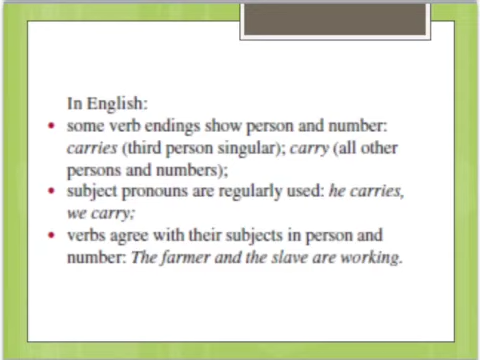 In English:
• some verb endings show person and number:
carries (third person singular); carry (all other
persons and numbers);
• subject pronouns are regularly used: he carries,
we carry;
• verbs agree with their subjects in person and
number: The farmer and the slave are working.